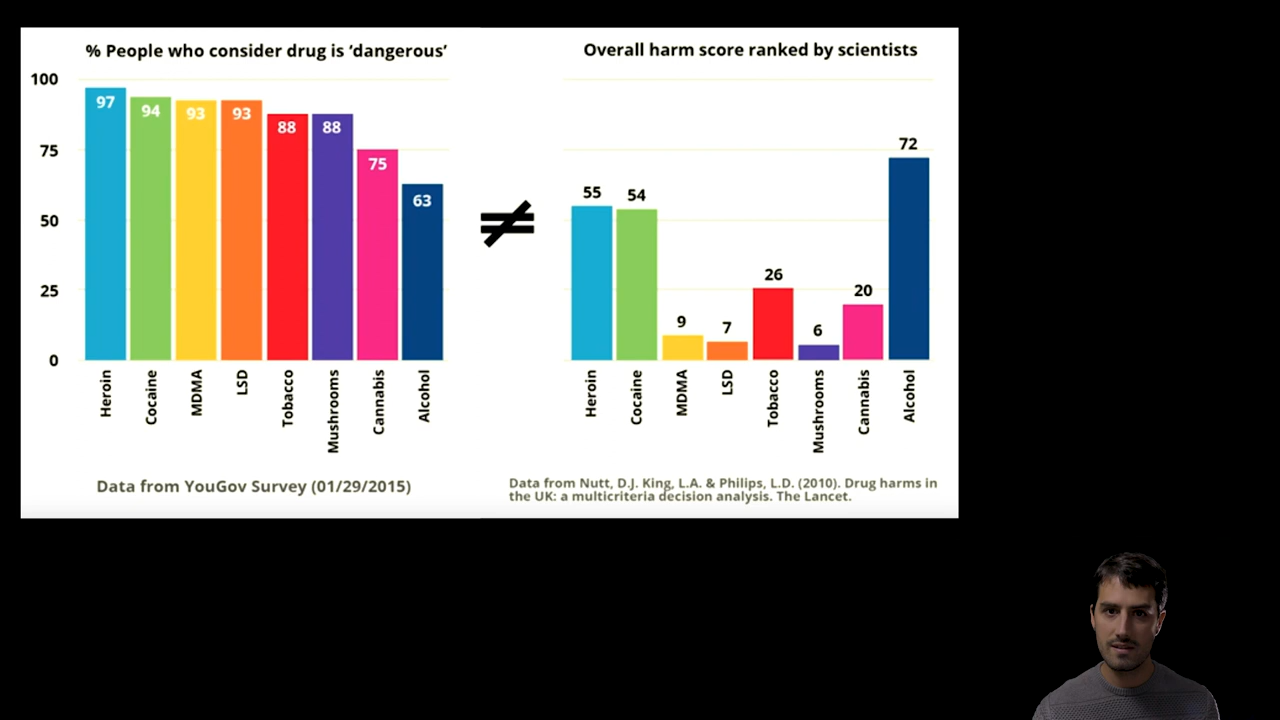 % People who consider drug is ‘dangerous’
100
75
50
25
0
97
94
93
93
88
88
75
63
Heroin
Cocaine
MDMA
LSD
Tobacco
Mushrooms
Cannabis
Alcohol
Data from YouGov Survey (01/29/2015)
≠
Overall harm score ranked by scientists
55
54
9
7
26
6
20
72
Heroin
Cocaine
MDMA
LSD
Tobacco
Mushrooms
Cannabis
Alcohol
Data from Nutt, D.J. King, L.A. & Philips, L.D. (2010). Drug harms in
the UK: a multicriteria decision analysis. The Lancet.